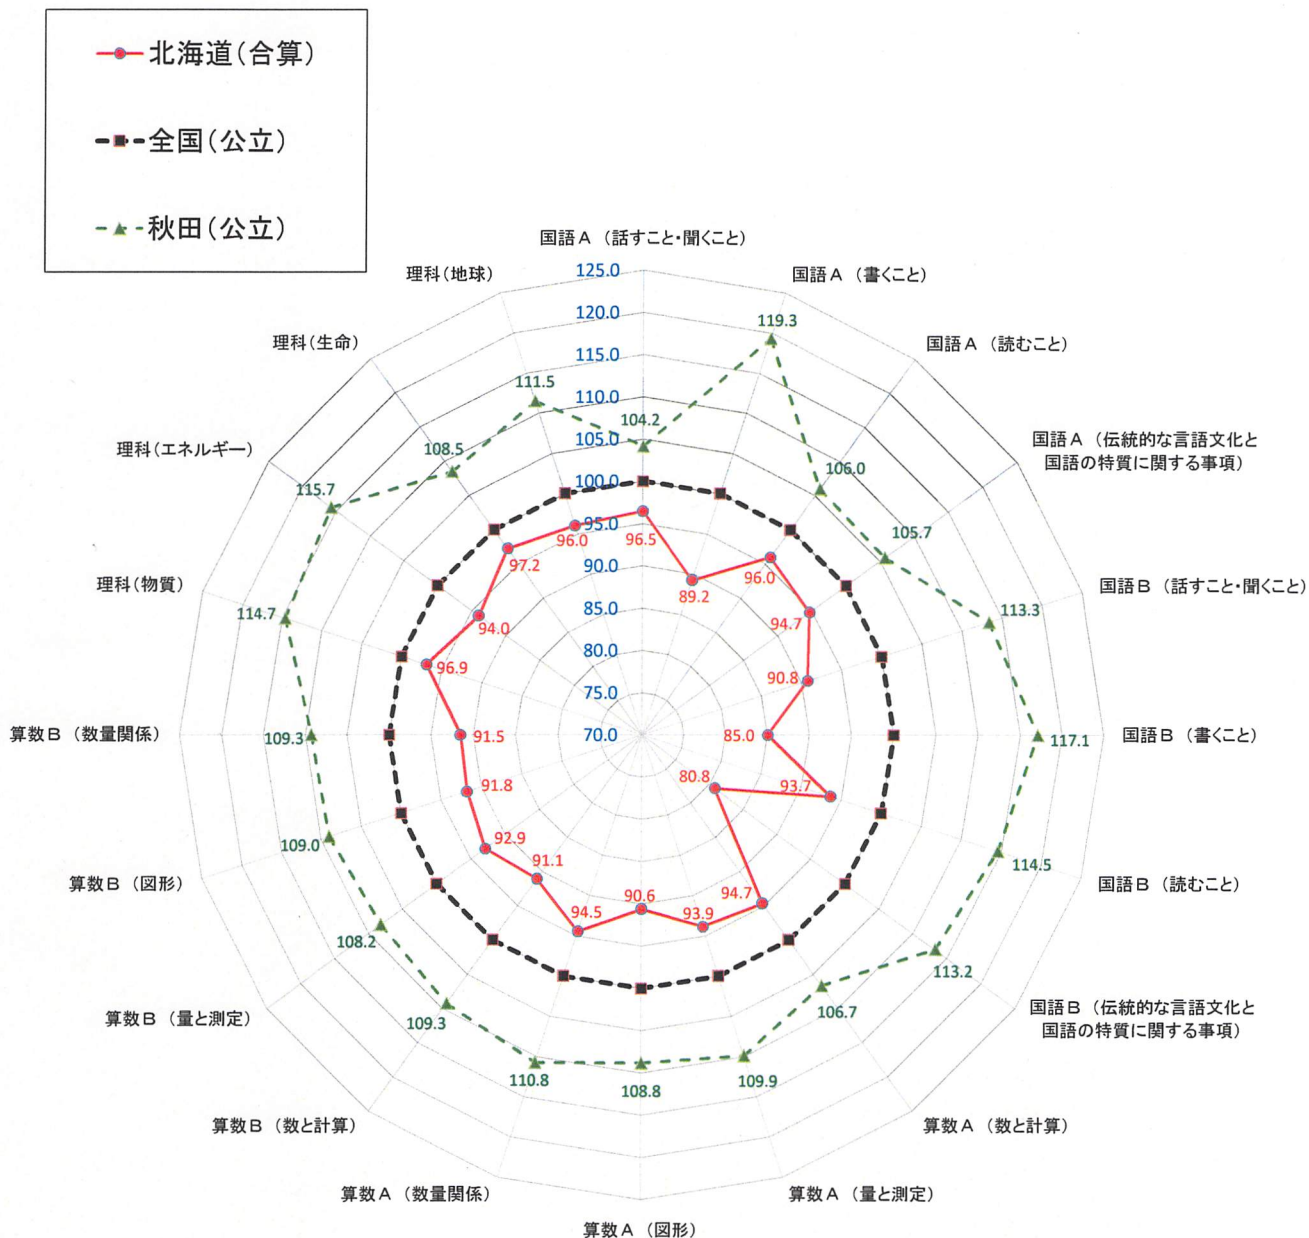 北海道(合算)
全国(公立)
秋田(公立)
国語A (話すこと・聞くこと)
国語A (書くこと)
国語A (読むこと)
国語A (伝統的な言語文化と
国語の特質に関する事項)
国語B (話すこと・聞くこと)
国語B (書くこと)
国語B (読むこと)
国語B (伝統的な言語文化と
国語の特質に関する事項)
算数A (数と計算)
算数A (量と測定)
算数A (図形)
算数A (数量関係)
算数B (数と計算)
算数B (量と測定)
算数B (図形)
算数B (数量関係)
理科(物質)
理科(エネルギー)
理科(生命)
理科(地球)
125.0
120.0
115.0
110.0
105.0
100.0
95.0
90.0
85.0
80.0
75.0
70.0
104.2
119.3
106.0
105.7
113.3
117.1
114.5
113.2
106.7
109.9
108.8
110.8
109.3
108.2
109.0
109.3
114.7
115.7
108.5
111.5
96.5
89.2
96.0
94.7
90.8
85.0
93.7
80.8
94.7
93.9
90.6
94.5
91.1
92.9
91.8
91.5
96.9
94.0
97.2
96.0